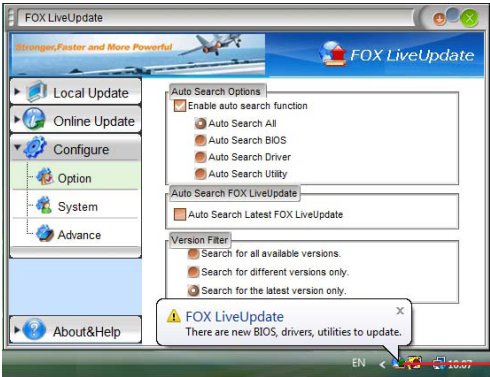 FOX LiveUpdate
Stronger,Faster and More Powerful
FOX LiveUpdate
Local Update
Online Update
Configure
Option
System
Advance
About&Help
Auto Search Options
Enable auto search function
Auto Search All
Auto Search BIOS
Auto Search Driver
Auto Search Utility
Auto Search FOX LiveUpdate
Auto Search Latest FOX LiveUpdate
Version Filter
Search for all available versions.
Search for different versions only.
Search for the latest version only.
FOX LiveUpdate
There are new BIOS, drivers, utilities to update.
EN